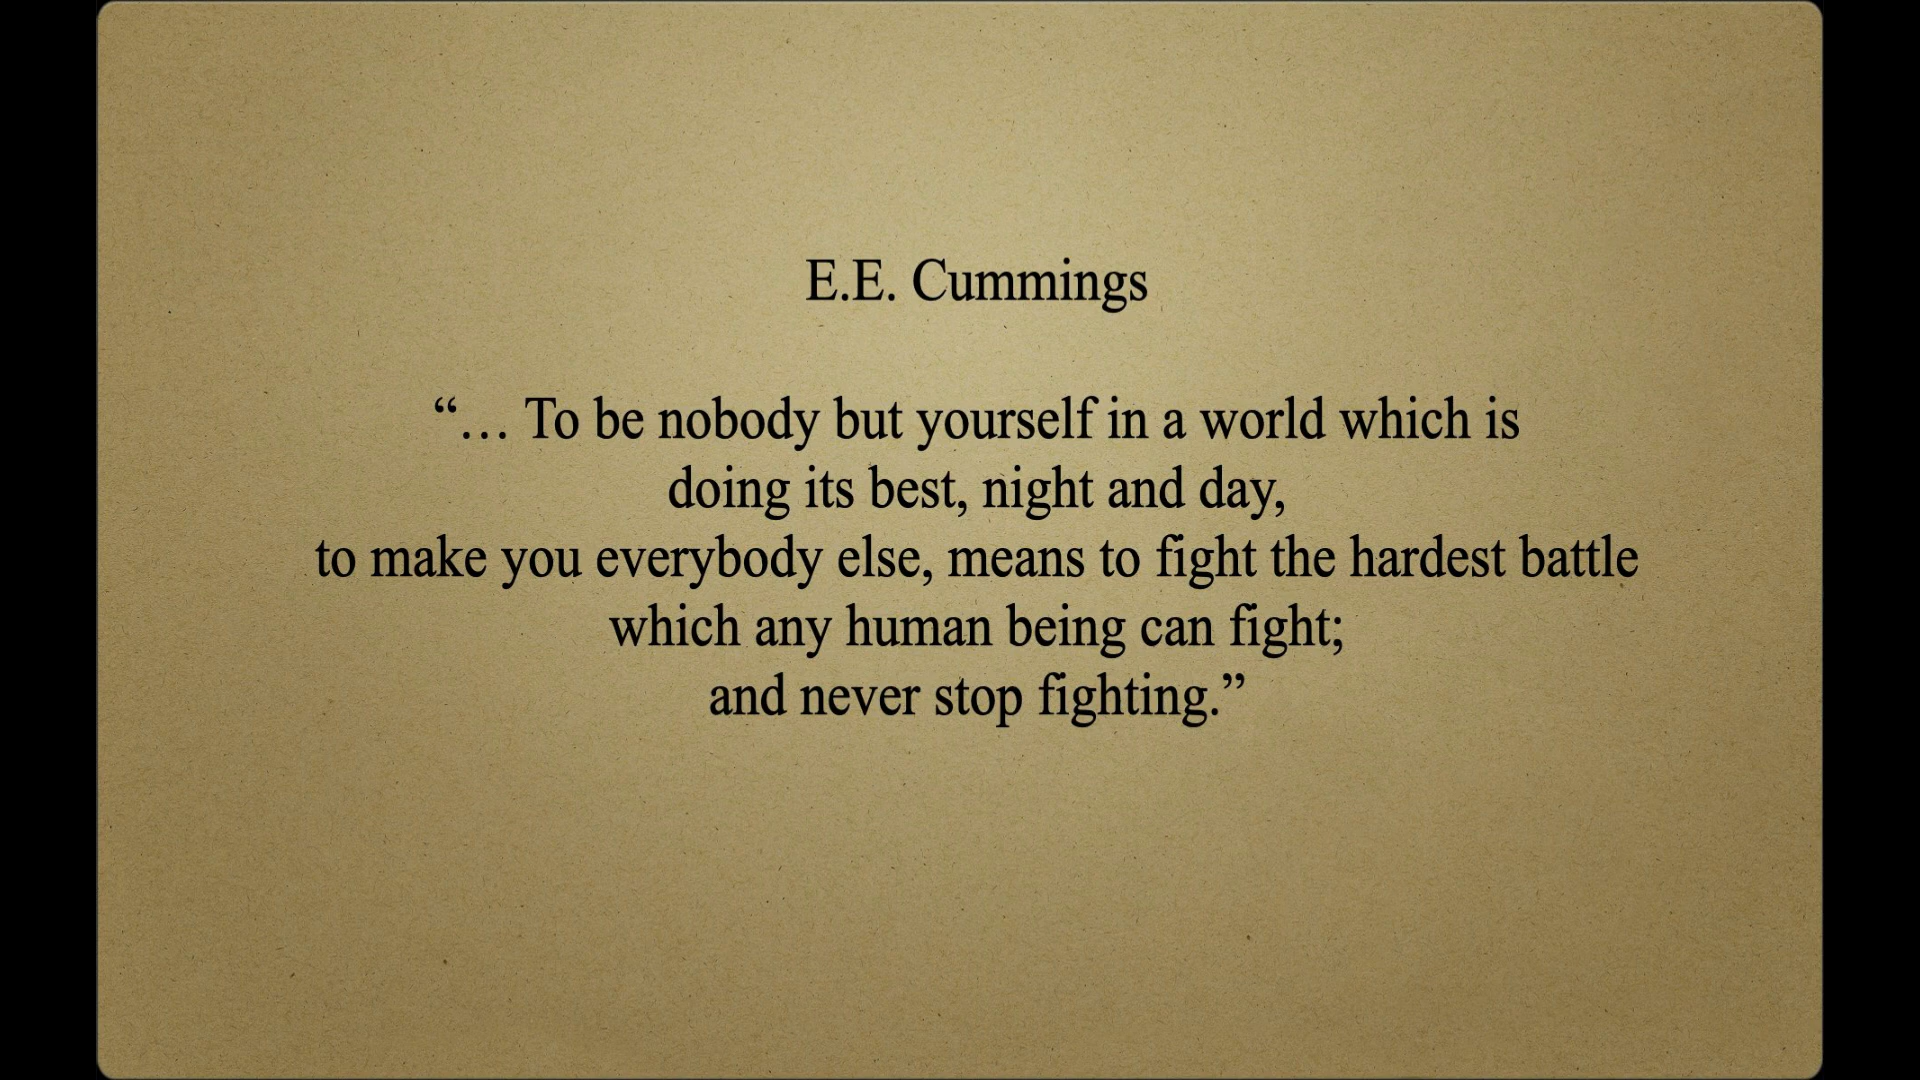 E.E. Cummings
“… To be nobody but yourself in a world which is
doing its best, night and day,
to make you everybody else, means to fight the hardest battle
which any human being can fight;
and never stop fighting.”